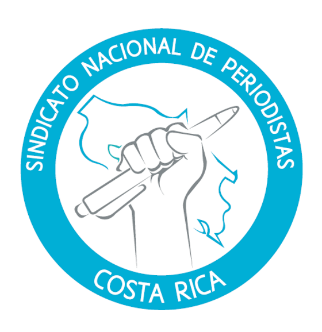 SINDICATO NACIONAL DE PERIODISTAS
COSTA RICA